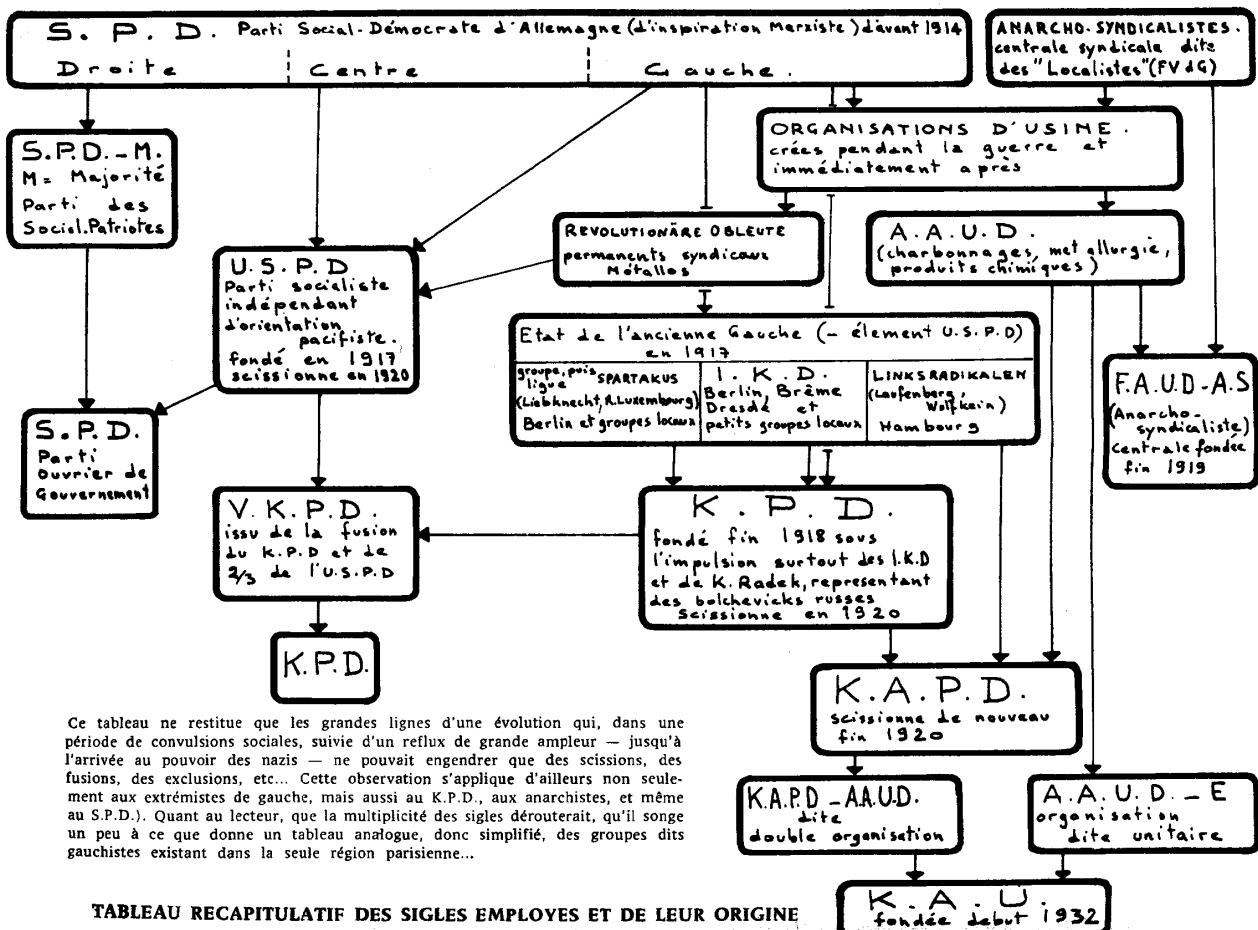 S. P. D. Parti Social-Démocrate d'Allemagne (d'inspiration Marxiste) d'avant 1914
Droite Centre Gauche.
ANARCHO-SYNDICALISTES.
centrale syndicale dite
des "Localistes" (FVdG)
S.P.D.-M.
M= Majorité
Parti des
Social.Patriotes
ORGANISATIONS D'USINE.
crées pendant la guerre et
immédiatement après
REVOLUTIONÄRE OBLEUTE
permanents syndicaux
Métallos
A.A.U.D.
(charbonnages, met allurgie,
produits chimiques)
U.S.P.D
Parti socialiste
indépendant
d'orientation
pacifiste.
fondé en 1917
scissionne en 1920
Etat de l'ancienne Gauche (- élement U.S.P.D)
en 1917
groupe, puis
ligue SPARTAKUS
(Liebknecht, R.Luxembourg)
Berlin et groupes locaux
I.K.D.
Berlin, Brême
Dresde et
petits groupes locaux
LINKSRADIKALEN
(Laufenberg,
Wolfhein)
Hambourg
F.A.U.D-A.S
(Anarcho-
syndicaliste)
Centrale fondée
fin 1919
S.P.D.
Parti
Ouvrier de
Gouvernement
V.K.P.D.
issu de la fusion
du K.P.D et de
2/3 de l'U.S.P.D
K.P.D.
fondé fin 1918 sous
l'impulsion surtout des I.K.D
et de K. Radek, representant
des bolchevicks russes
Scissionne en 1920
K.P.D.
K.A.P.D.
scissionne de nouveau
fin 1920
K.A.P.D-A.A.U.D.
dite
double organisation
A.A.U.D.-E
organisation
dite unitaire
K.A.U.
fondée debut 1932
Ce tableau ne restitue que les grandes lignes d'une évolution qui, dans une
période de convulsions sociales, suivie d'un reflux de grande ampleur — jusqu'à
l'arrivée au pouvoir des nazis — ne pouvait engendrer que des scissions, des
fusions, des exclusions, etc... Cette observation s'applique d'ailleurs non seule-
ment aux extrémistes de gauche, mais aussi au K.P.D., aux anarchistes, et même
au S.P.D.). Quant au lecteur, que la multiplicité des sigles dérouterait, qu'il songe
un peu à ce que donne un tableau analogue, donc simplifié, des groupes dits
gauchistes existant dans la seule région parisienne...
TABLEAU RECAPITULATIF DES SIGLES EMPLOYES ET DE LEUR ORIGINE